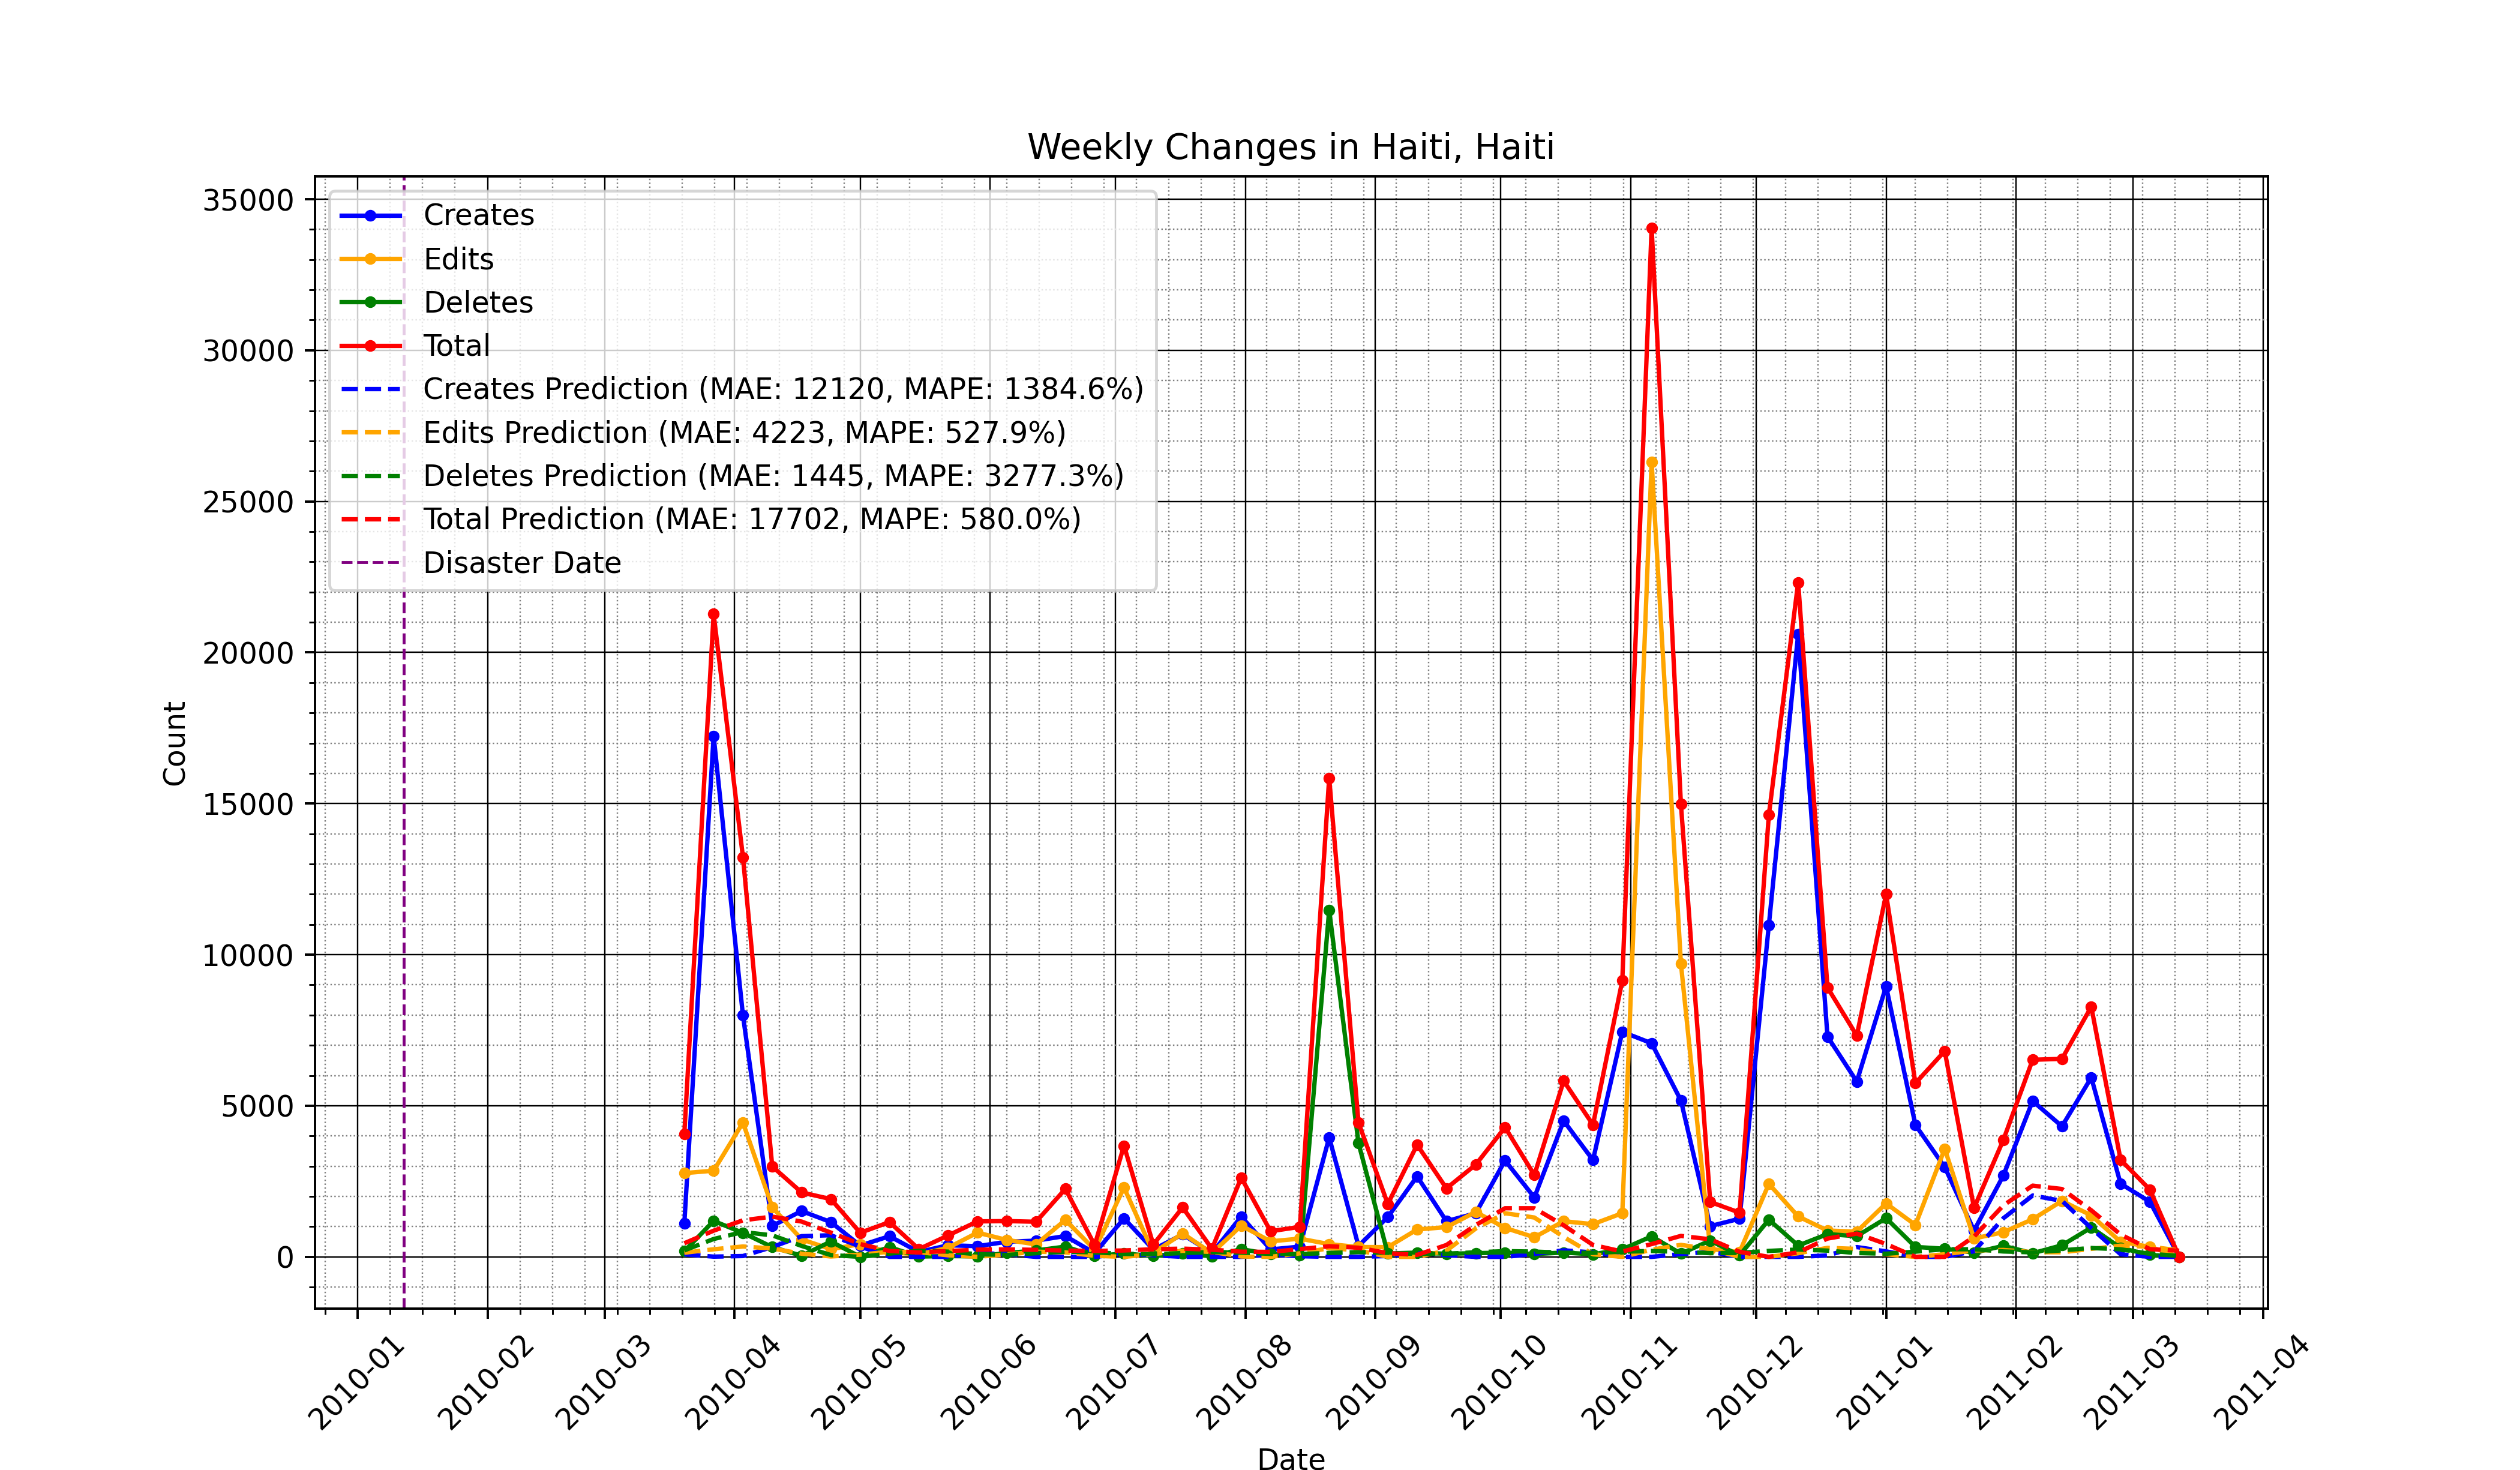 Weekly Changes in Haiti, Haiti
Creates
Edits
Deletes
Total
Creates Prediction (MAE: 12120, MAPE: 1384.6%)
Edits Prediction (MAE: 4223, MAPE: 527.9%)
Deletes Prediction (MAE: 1445, MAPE: 3277.3%)
Total Prediction (MAE: 17702, MAPE: 580.0%)
Disaster Date
35000
30000
25000
20000
15000
10000
5000
0
Count
2010-01
2010-02
2010-03
2010-04
2010-05
2010-06
2010-07
2010-08
2010-09
2010-10
2010-11
2010-12
2011-01
2011-02
2011-03
2011-04
Date